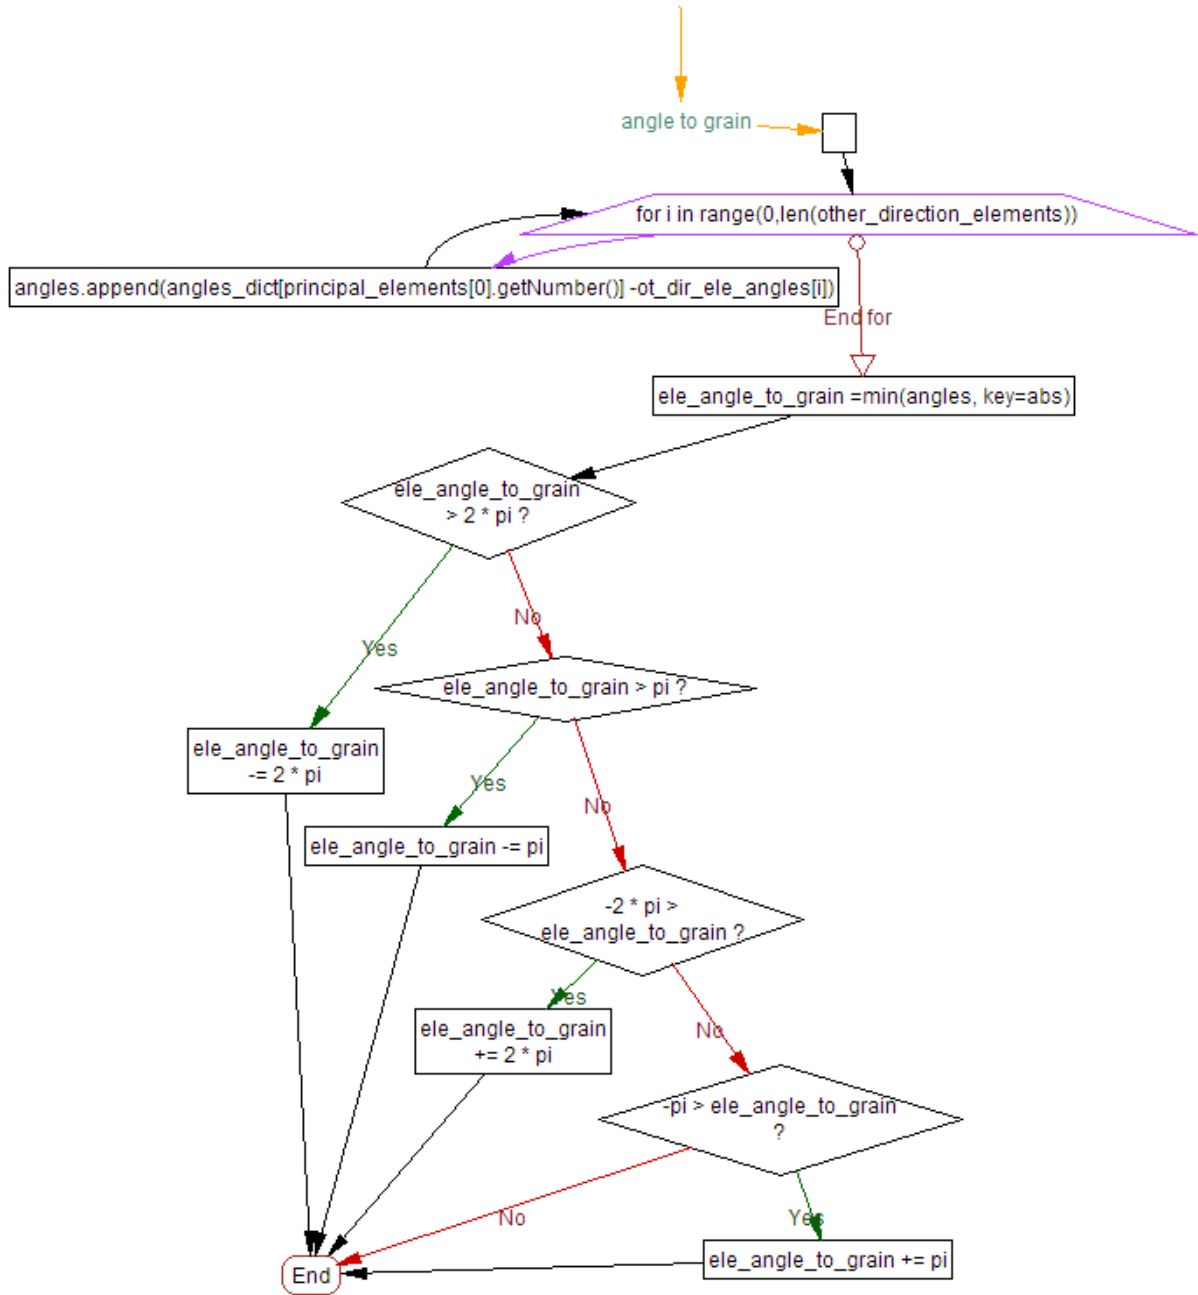 angle to grain
for i in range(0,len(other_direction_elements))
angles.append(angles_dict[principal_elements[0].getNumber()] -ot_dir_ele_angles[i])
End for
ele_angle_to_grain =min(angles, key=abs)
ele_angle_to_grain
> 2 * pi ?
No
Yes
ele_angle_to_grain > pi ?
ele_angle_to_grain
-= 2 * pi
Yes
No
ele_angle_to_grain -= pi
-2 * pi >
ele_angle_to_grain ?
Yes
No
ele_angle_to_grain
+= 2 * pi
-pi > ele_angle_to_grain
?
No
Yes
ele_angle_to_grain += pi
End